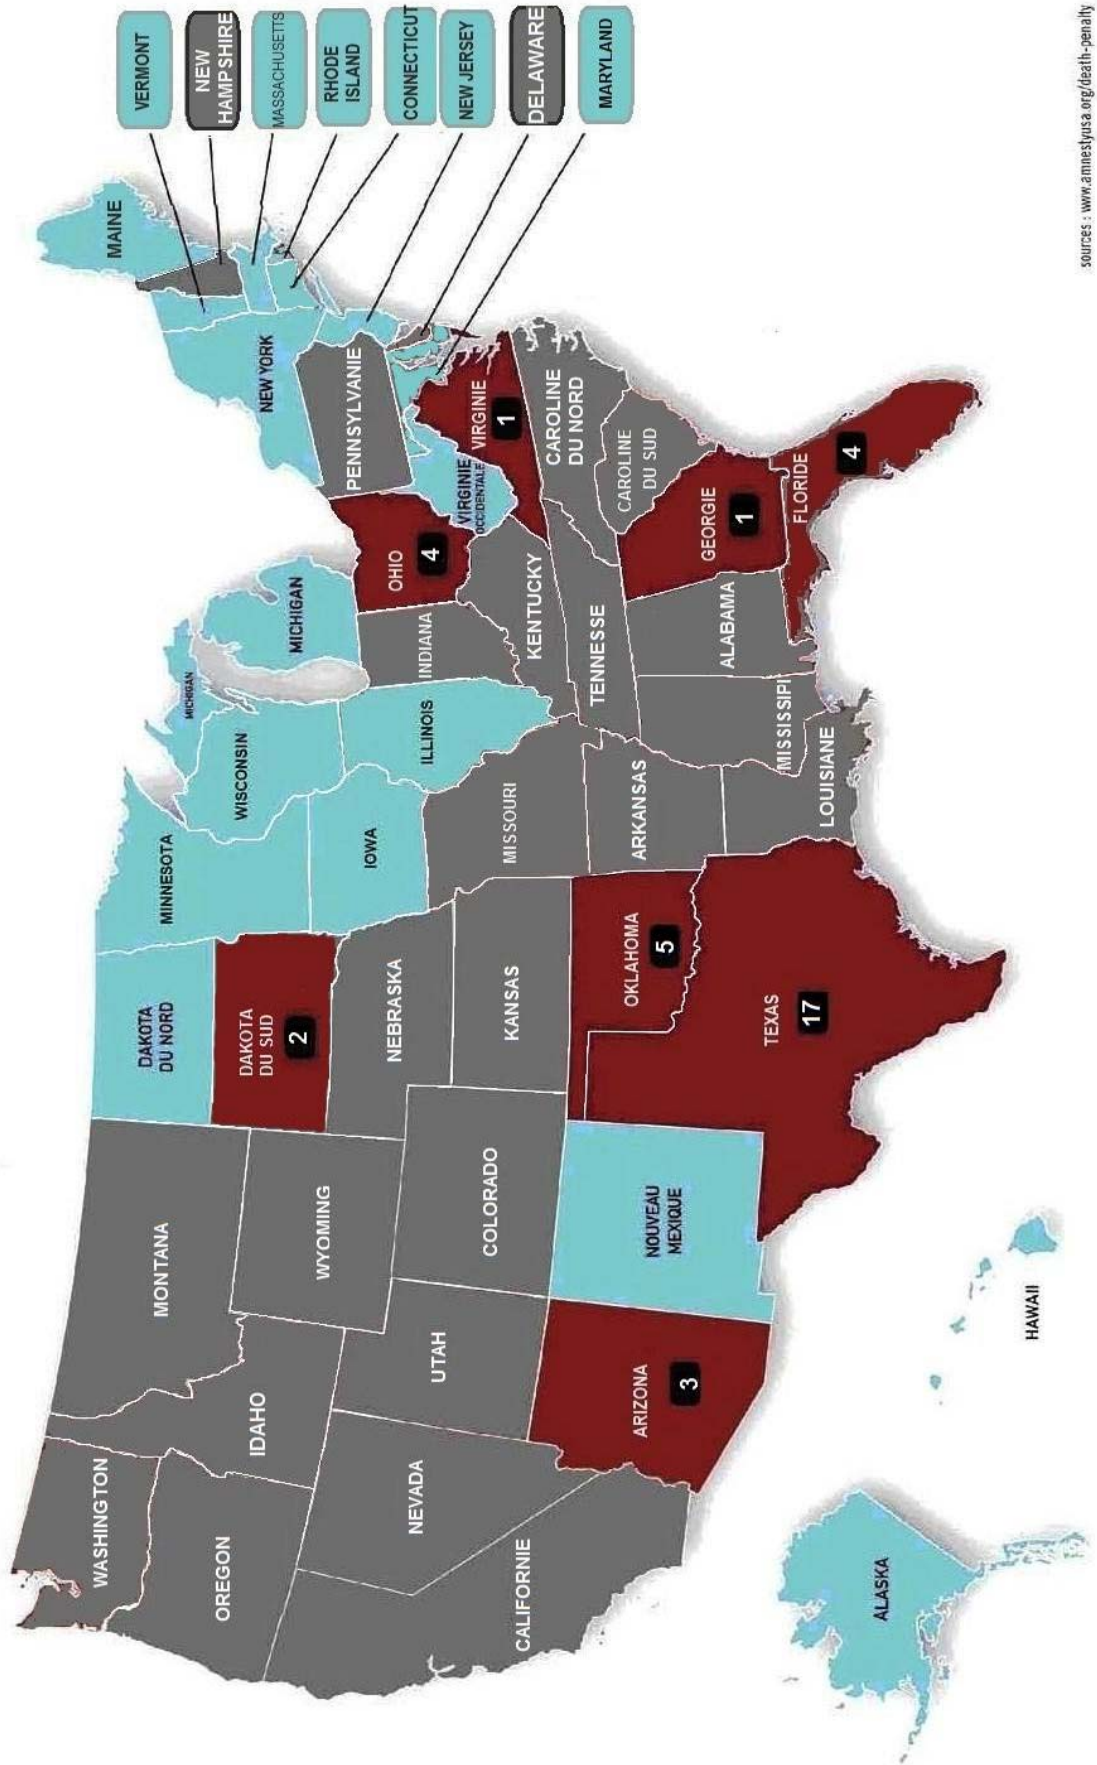 WASHINGTON
OREGON
CALIFORNIE
NEVADA
IDAHO
MONTANA
WYOMING
UTAH
ARIZONA
3
COLORADO
NOUVEAU
MEXIQUE
DAKOTA
DU NORD
DAKOTA
DU SUD
2
NEBRASKA
KANSAS
OKLAHOMA
5
TEXAS
17
MINNESOTA
IOWA
MISSOURI
ARKANSAS
LOUISIANE
WISCONSIN
ILLINOIS
MICHIGAN
MICHIGAN
INDIANA
OHIO
4
KENTUCKY
TENNESSE
MISSISSIPI
ALABAMA
GEORGIE
1
FLORIDE
4
CAROLINE
DU SUD
CAROLINE
DU NORD
VIRGINIE
1
VIRGINIE
OCCIDENTALE
PENNSYLVANIE
NEW YORK
MAINE
VERMONT
NEW
HAMPSHIRE
MASSACHUSETTS
RHODE
ISLAND
CONNECTICUT
NEW JERSEY
DELAWARE
MARYLAND
ALASKA
HAWAII
sources : www.amnestyusa.org/death-penalty